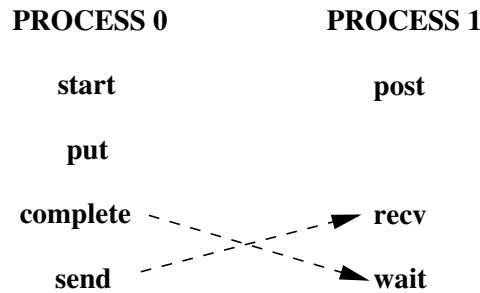 PROCESS 0 PROCESS 1
start post
put
complete recv
send wait